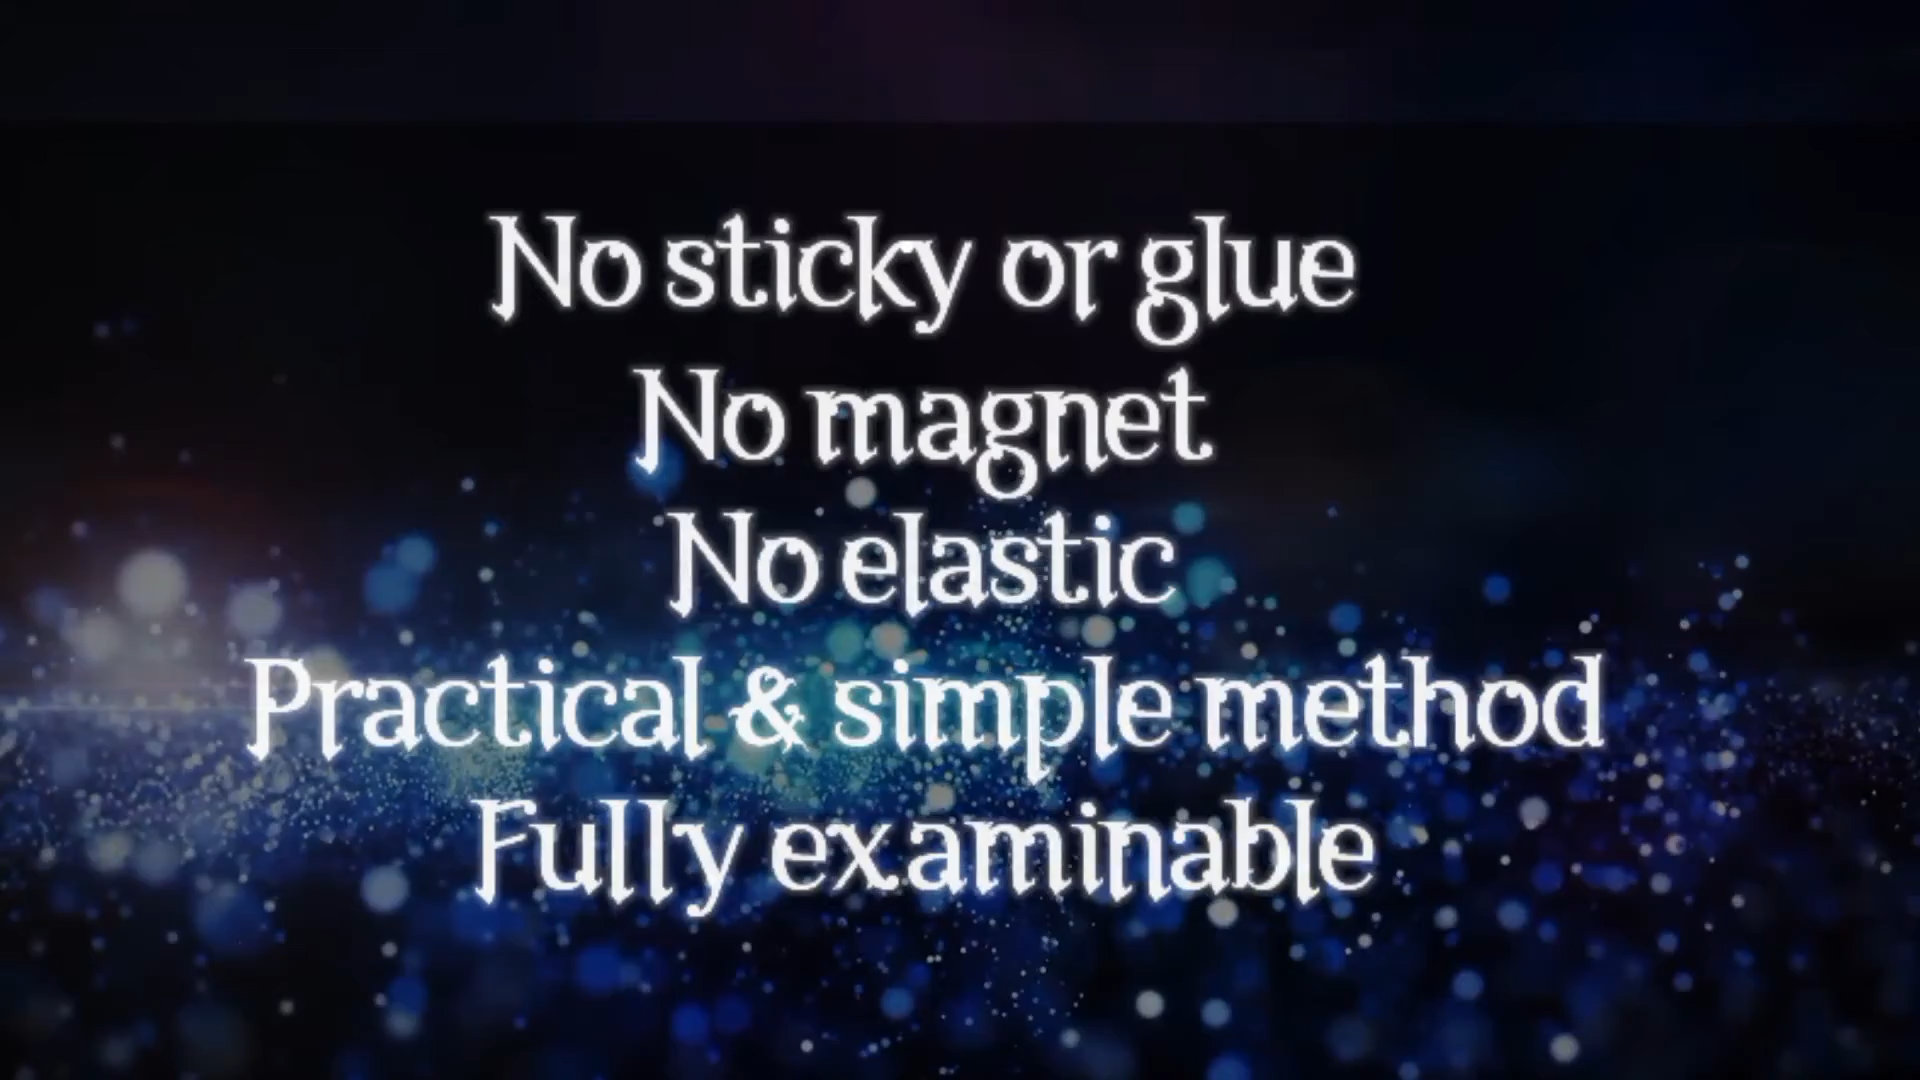 No sticky or glue
No magnet
No elastic
Practical & simple method
Fully examinable